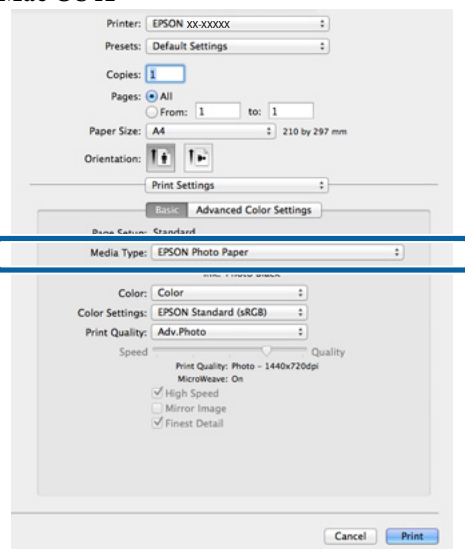 Mac OS X
Printer: EPSON XX-XXXXX
Presets: Default Settings
Copies: 1
Pages: All
From: 1 to: 1
Paper Size: A4 210 by 297 mm
Orientation:
Print Settings
Basic Advanced Color Settings
Page Setup: Standard
Media Type: EPSON Photo Paper
Ink: Photo Black
Color: Color
Color Settings: EPSON Standard (sRGB)
Print Quality: Adv.Photo
Speed Quality
Print Quality: Photo - 1440x720dpi
MicroWeave: On
High Speed
Mirror Image
Finest Detail
Cancel Print